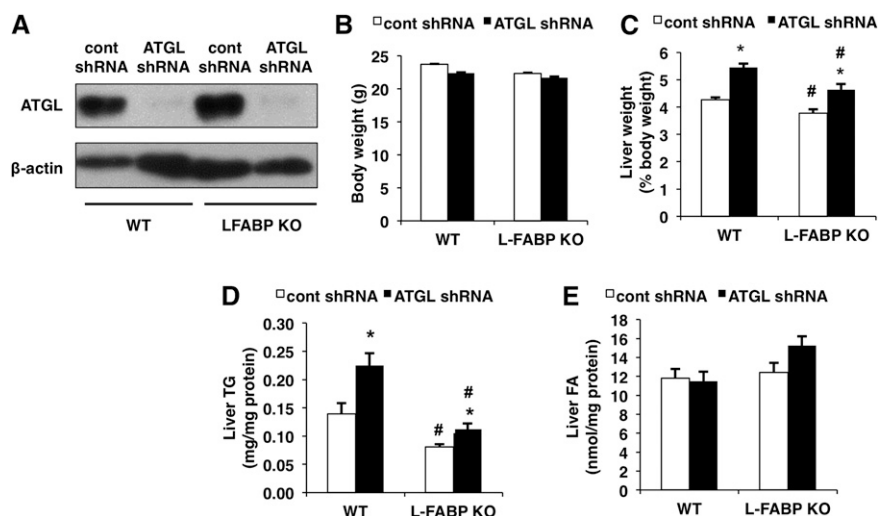 A
cont shRNA
ATGL shRNA
cont shRNA
ATGL shRNA
ATGL
β-actin
WT
LFABP KO
B
cont shRNA ATGL shRNA
Body weight (g)
25
20
15
10
5
0
WT
L-FABP KO
C
cont shRNA ATGL shRNA
Liver weight
(% body weight)
6
5
4
3
2
1
0
*
#
#
*
WT
L-FABP KO
D
cont shRNA ATGL shRNA
Liver TG
(mg/mg protein)
0.30
0.25
0.20
0.15
0.10
0.05
0.00
*
#
#
*
WT
L-FABP KO
E
cont shRNA ATGL shRNA
Liver FA
(nmol/mg protein)
18
16
14
12
10
8
6
4
2
0
WT
L-FABP KO